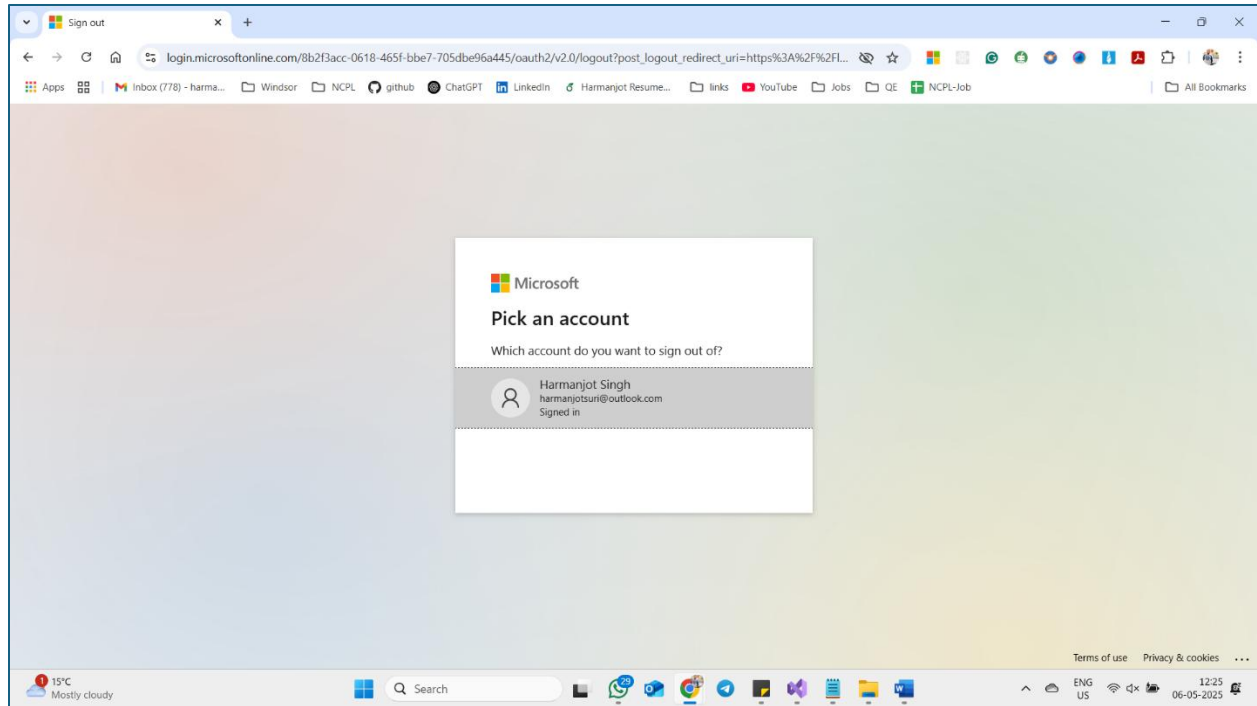 Sign out
login.microsoftonline.com/8b2f3acc-0618-465f-bbe7-705dbe96a445/oauth2/v2.0/logout?post_logout_redirect_uri=https%3A%2F%2Fl...
Apps
Inbox (778) - harma...
Windsor
NCPL
github
ChatGPT
LinkedIn
Harmanjot Resume...
links
YouTube
Jobs
QE
NCPL-Job
All Bookmarks
Microsoft
Pick an account
Which account do you want to sign out of?
Harmanjot Singh
harmanjotsuri@outlook.com
Signed in
Terms of use Privacy & cookies ...
1
15°C
Mostly cloudy
Search
29
ENG
US
12:25
06-05-2025